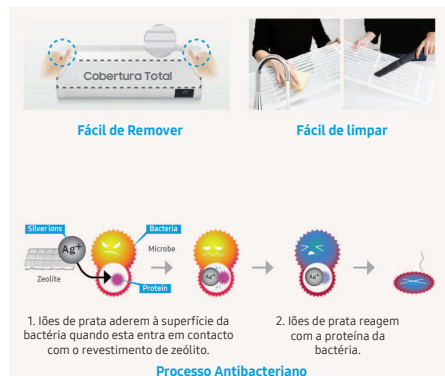 Cobertura Total
Fácil de Remover
Fácil de limpar
Silver ions
Ag+
Bacteria
Microbe
Zeolite
Protein
Ag+
Ag+
1. Iões de prata aderem à superfície da
bactéria quando esta entra em contacto
com o revestimento de zeólito.
2. Iões de prata reagem
com a proteína da
bactéria.
Processo Antibacteriano